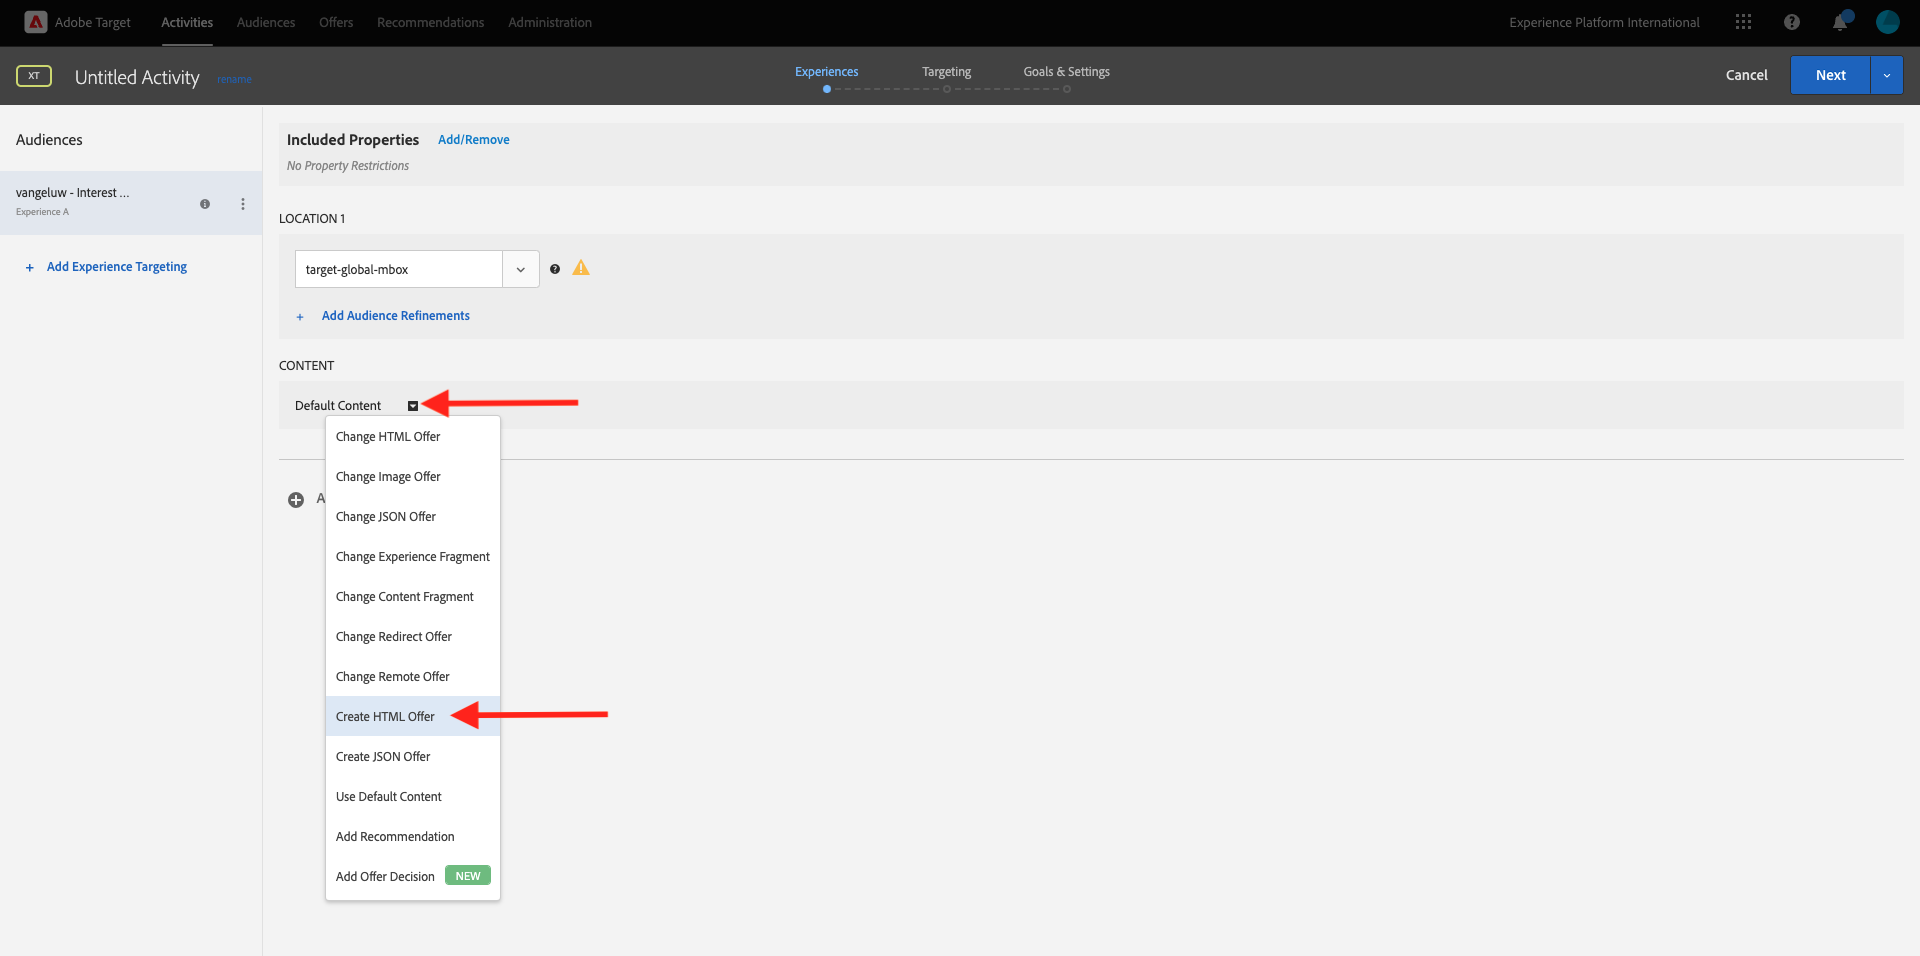 Adobe Target Activities Audiences Offers Recommendations Administration Experience Platform International
XT Untitled Activity rename Experiences Targeting Goals & Settings Cancel Next
Audiences
vangeluw - Interest ...
Experience A
+ Add Experience Targeting
Included Properties Add/Remove
No Property Restrictions
LOCATION 1
target-global-mbox
+ Add Audience Refinements
CONTENT
Default Content
Change HTML Offer
Change Image Offer
A
Change JSON Offer
Change Experience Fragment
Change Content Fragment
Change Redirect Offer
Change Remote Offer
Create HTML Offer
Create JSON Offer
Use Default Content
Add Recommendation
Add Offer Decision NEW